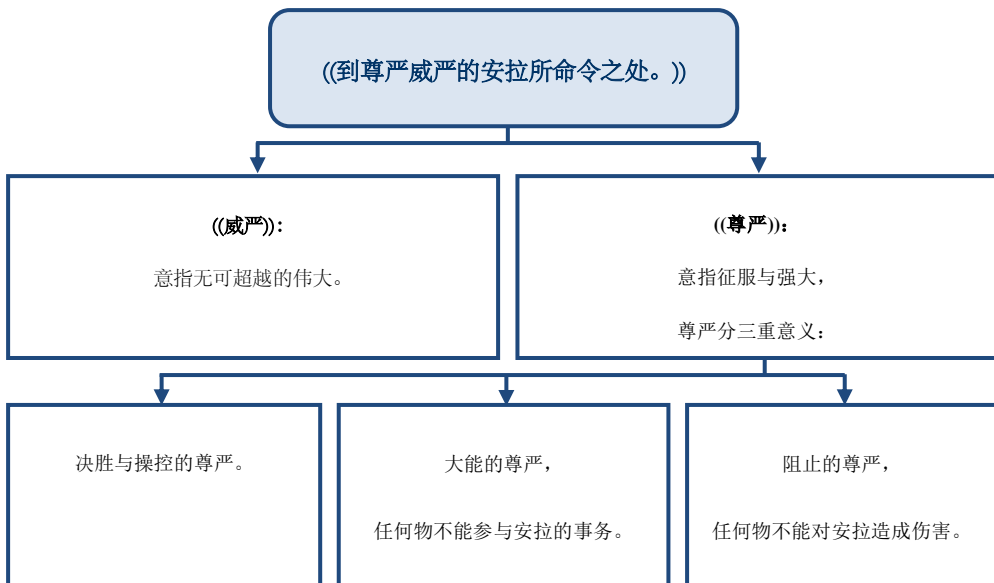 ((到尊严威严的安拉所命令之处。))
((威严)):
意指无可超越的伟大。
((尊严)):
意指征服与强大，
尊严分三重意义：
决胜与操控的尊严。
大能的尊严，
任何物不能参与安拉的事务。
阻止的尊严，
任何物不能对安拉造成伤害。